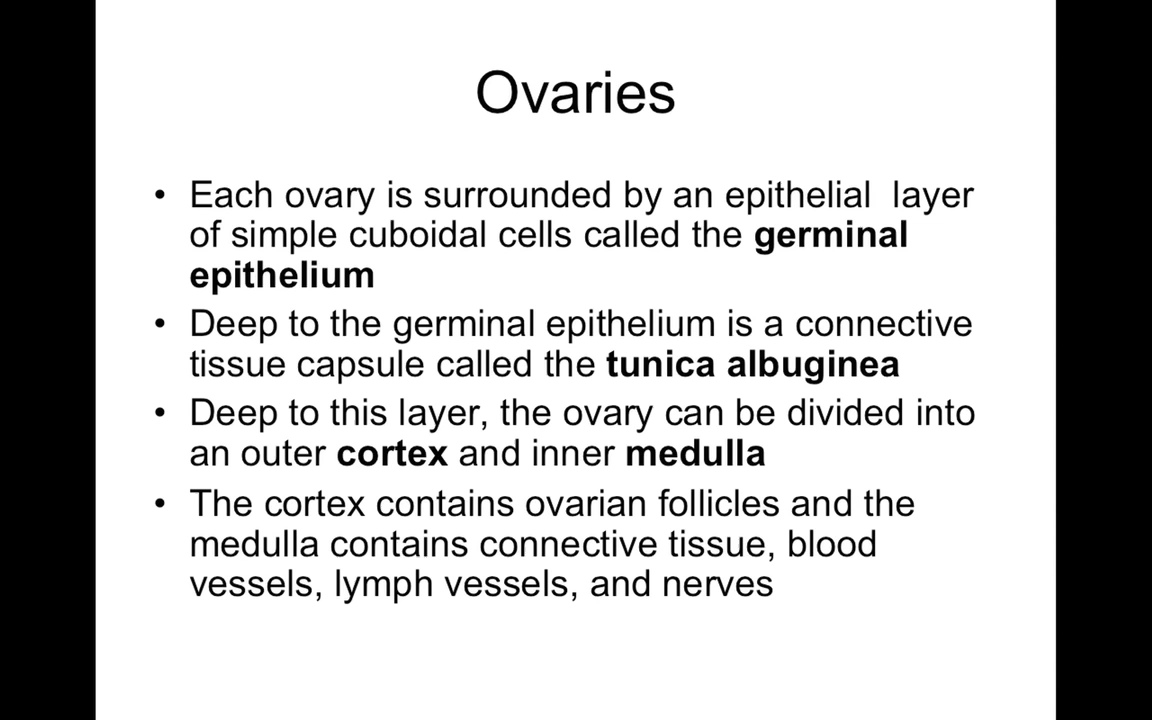 Ovaries
• Each ovary is surrounded by an epithelial  layer
of simple cuboidal cells called the germinal
epithelium
• Deep to the germinal epithelium is a connective
tissue capsule called the tunica albuginea
• Deep to this layer, the ovary can be divided into
an outer cortex and inner medulla
• The cortex contains ovarian follicles and the
medulla contains connective tissue, blood
vessels, lymph vessels, and nerves